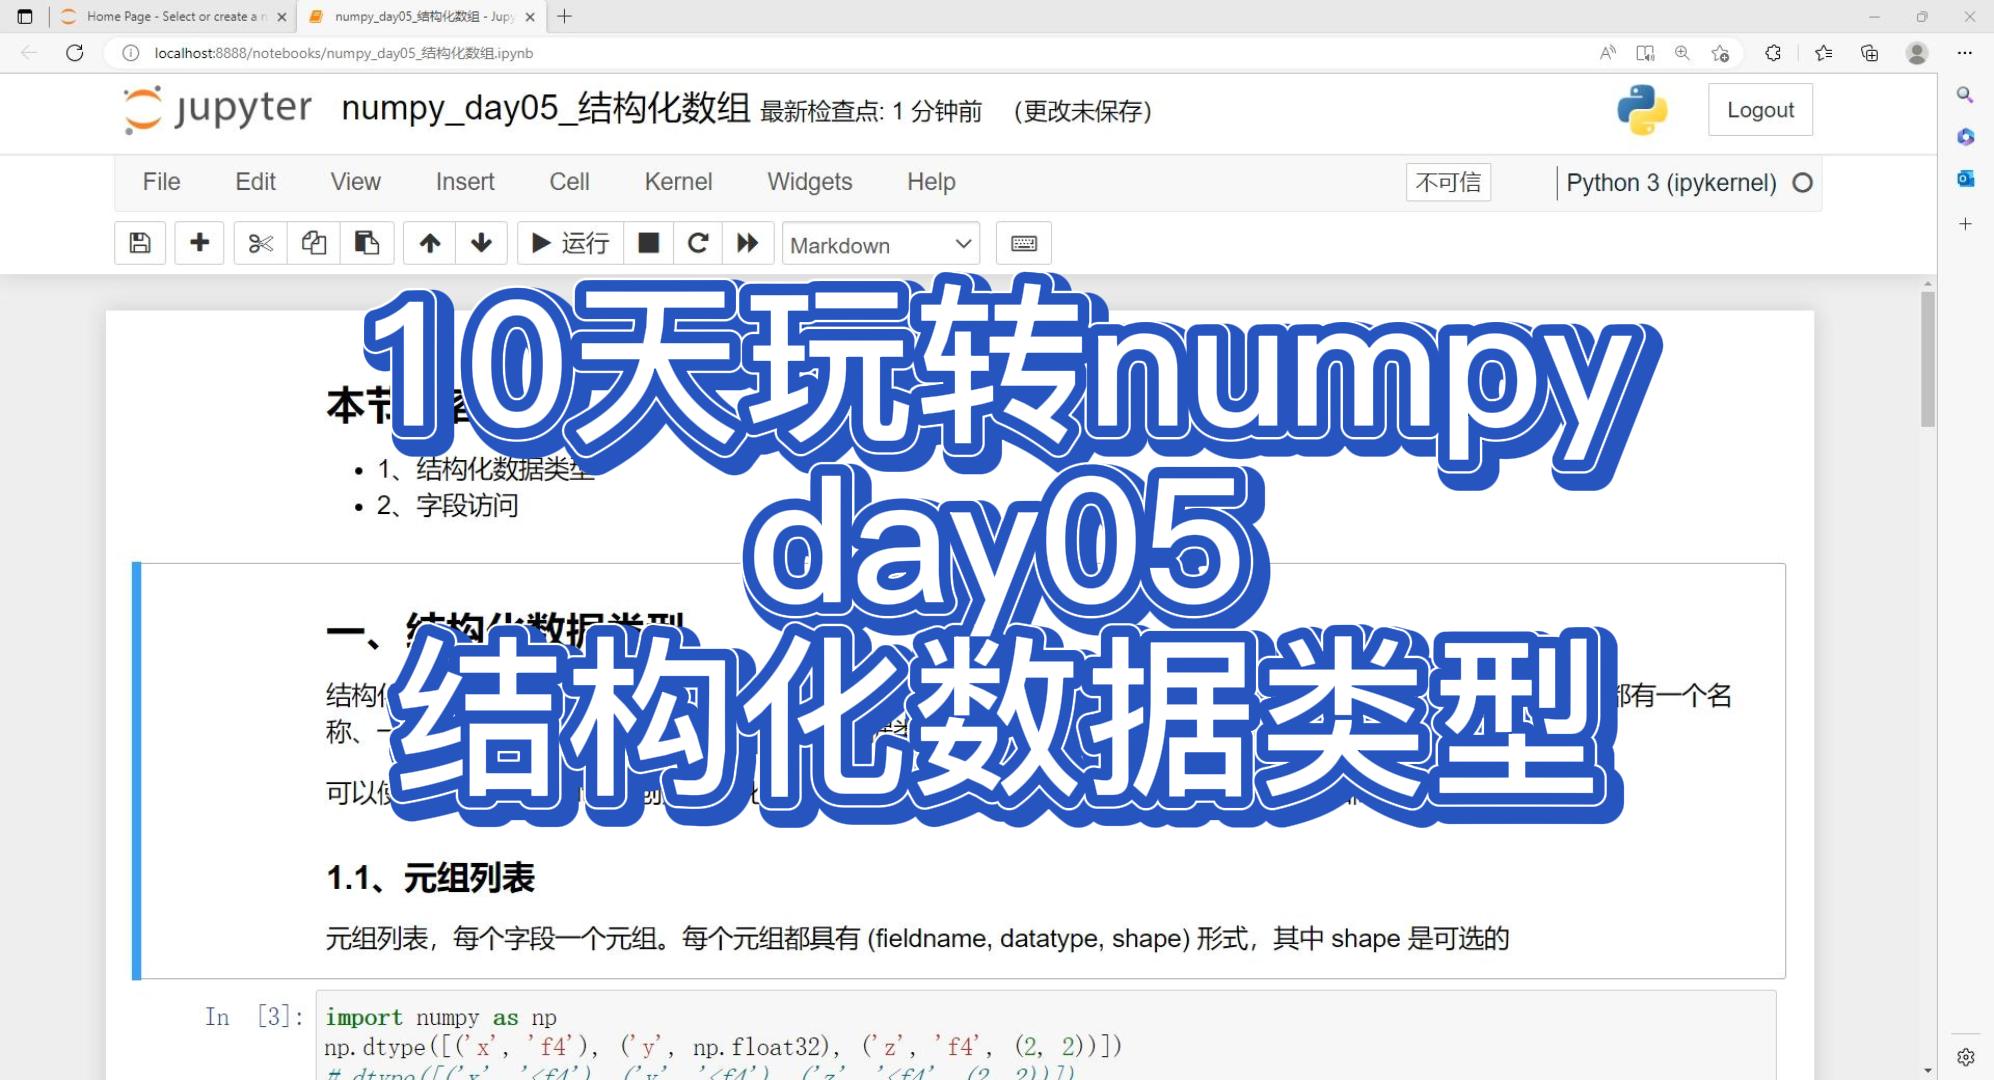 Home Page - Select or create a n
numpy_day05_结构化数组 - Jupy
localhost:8888/notebooks/numpy_day05_结构化数组.ipynb
jupyter numpy_day05_结构化数组 最新检查点: 1 分钟前 (更改未保存)
Logout
File Edit View Insert Cell Kernel Widgets Help
不可信 Python 3 (ipykernel)
运行 Markdown
10天玩转numpy
本节
• 1、结构化数据类型
• 2、字段访问
day05
一、结构化数据类型
结构化数据类型
结构 都有一个名
称、一
可以使
1.1、元组列表
元组列表，每个字段一个元组。每个元组都具有 (fieldname, datatype, shape) 形式，其中 shape 是可选的
In [3]: import numpy as np
np.dtype([('x', 'f4'), ('y', np.float32), ('z', 'f4', (2, 2))])
# dtype([('x', '<f4'), ('y', '<f4'), ('z', '<f4', (2, 2))])